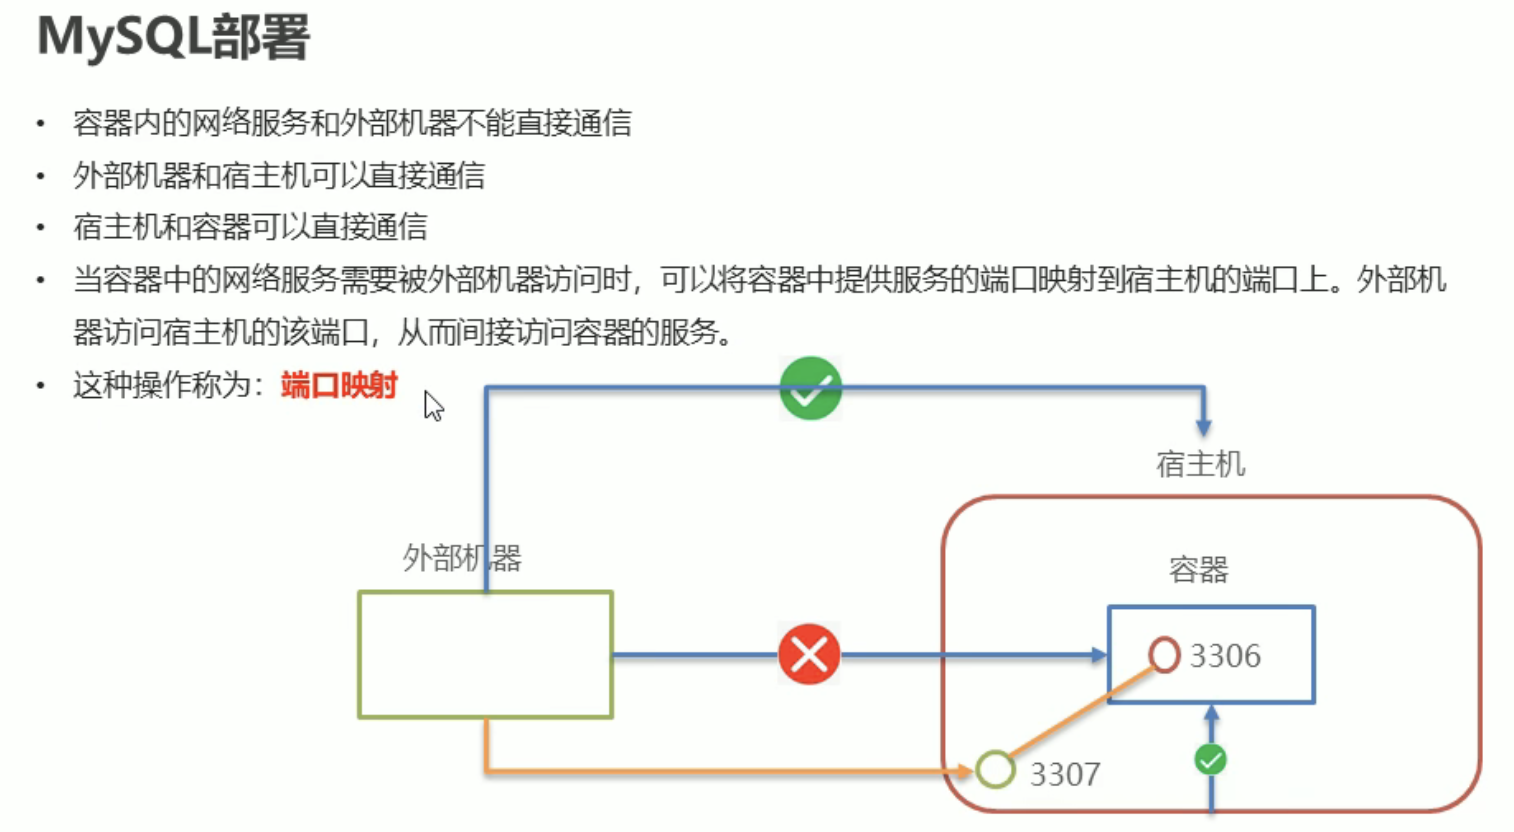 MySQL部署
• 容器内的网络服务和外部机器不能直接通信
• 外部机器和宿主机可以直接通信
• 宿主机和容器可以直接通信
• 当容器中的网络服务需要被外部机器访问时，可以将容器中提供服务的端口映射到宿主机的端口上。外部机
器访问宿主机的该端口，从而间接访问容器的服务。
• 这种操作称为：端口映射
宿主机
外部机器
容器
3306
3307